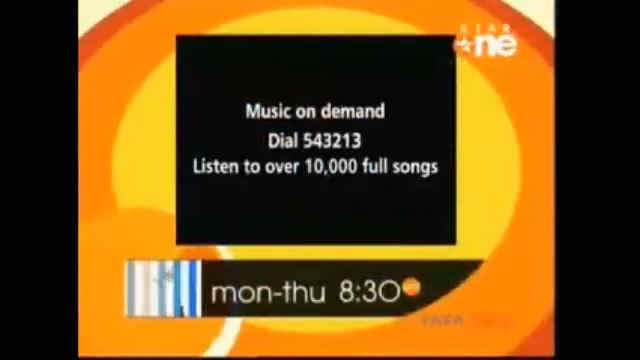 STAR
one
Music on demand
Dial 543213
Listen to over 10,000 full songs
mon-thu 8:30